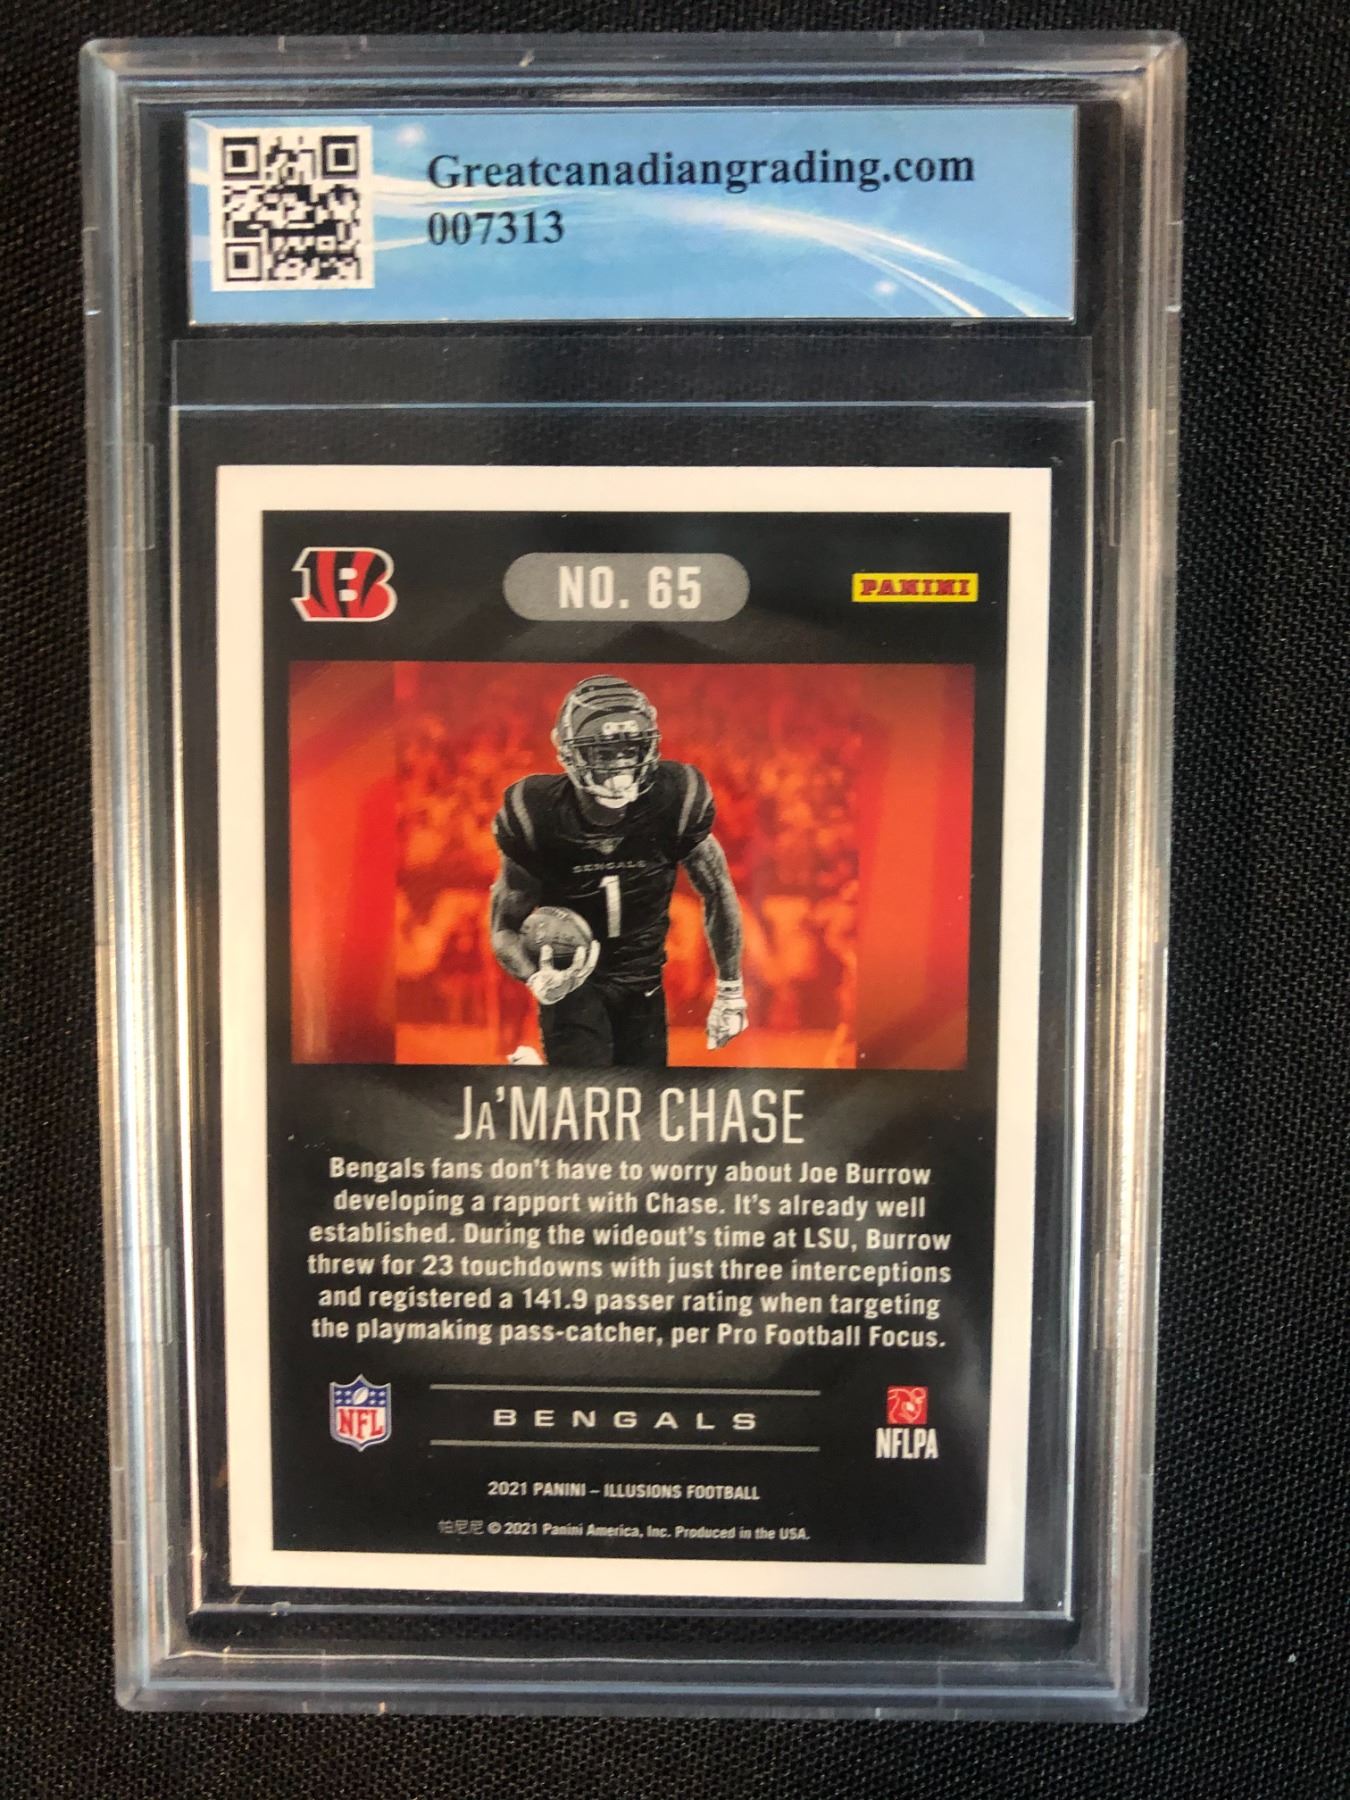 Greatcanadiangrading.com
007313
NO. 65
PANINI
BENGALS
1
JA'MARR CHASE
Bengals fans don't have to worry about Joe Burrow
developing a rapport with Chase. It's already well
established. During the wideout's time at LSU, Burrow
threw for 23 touchdowns with just three interceptions
and registered a 141.9 passer rating when targeting
the playmaking pass-catcher, per Pro Football Focus.
NFL
BENGALS
NFLPA
2021 PANINI – ILLUSIONS FOOTBALL
帕尼尼 © 2021 Panini America, Inc. Produced in the USA.